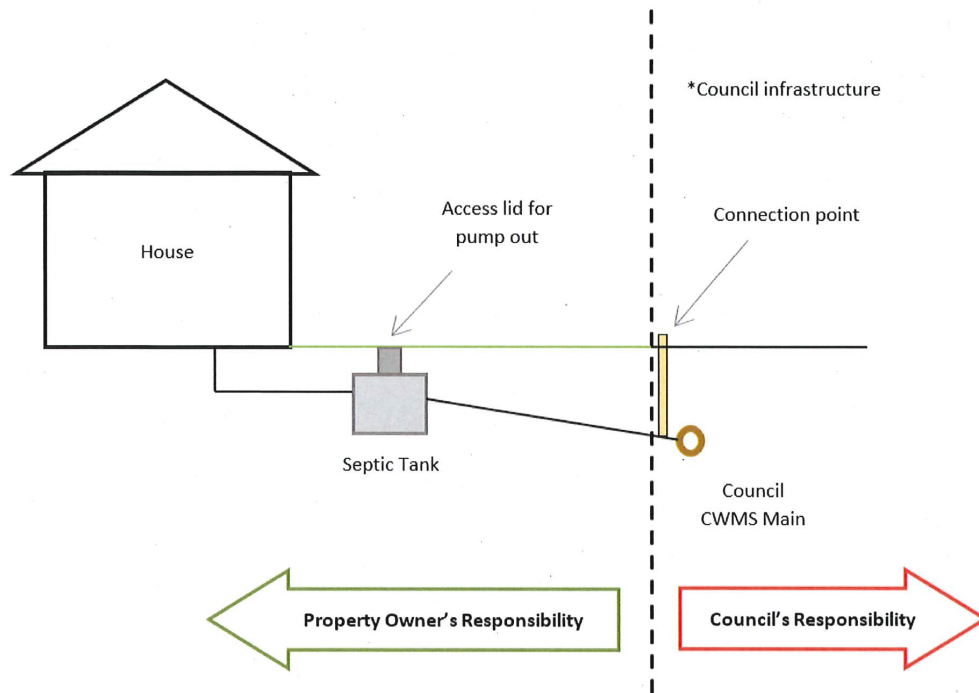 *Council infrastructure
Access lid for
pump out
Connection point
House
Septic Tank
Council
CWMS Main
Property Owner's Responsibility
Council's Responsibility